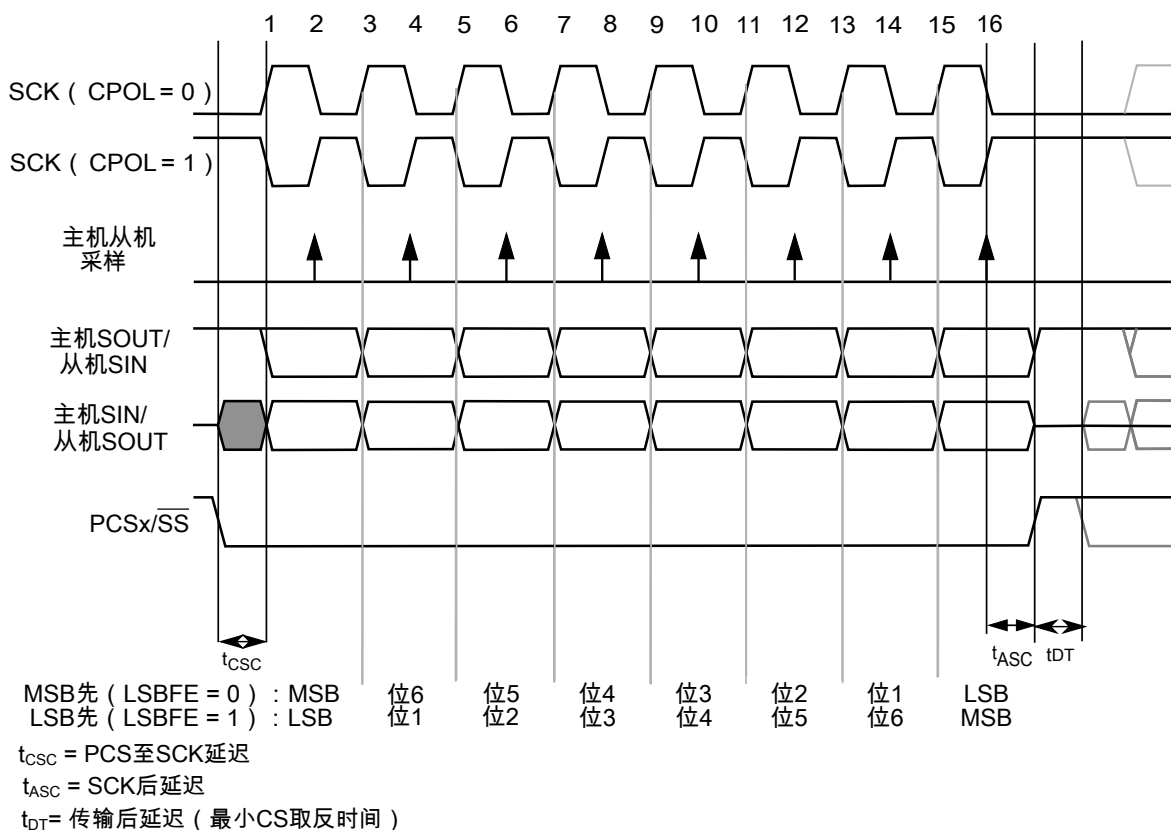 1 2 3 4 5 6 7 8 9 10 11 12 13 14 15 16
SCK ( CPOL = 0 )
SCK ( CPOL = 1 )
主机从机
采样
主机SOUT/
从机SIN
主机SIN/
从机SOUT
PCSx/SS
tCSC tASC tDT
MSB先 ( LSBFE = 0 ) : MSB 位6 位5 位4 位3 位2 位1 LSB
LSB先 ( LSBFE = 1 ) : LSB 位1 位2 位3 位4 位5 位6 MSB
tCSC = PCS至SCK延迟
tASC = SCK后延迟
tDT= 传输后延迟 ( 最小CS取反时间 )